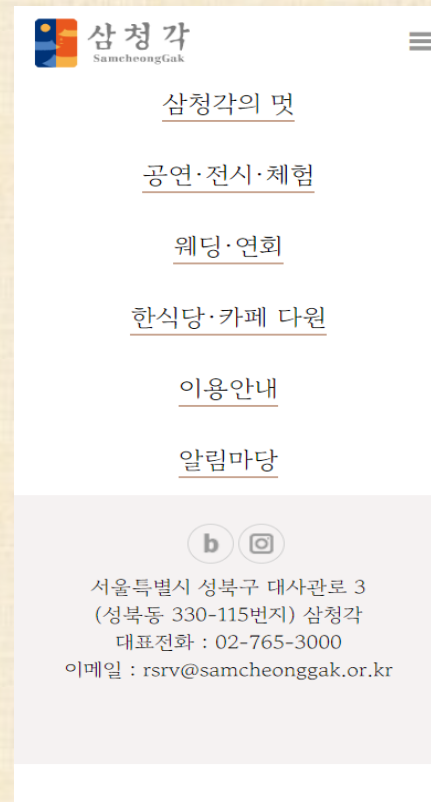 삼청각
SamcheongGak
삼청각의 멋
공연·전시·체험
웨딩·연회
한식당·카페 다원
이용안내
알림마당
b
서울특별시 성북구 대사관로 3
(성북동 330-115번지) 삼청각
대표전화 : 02-765-3000
이메일 : rsrv@samcheonggak.or.kr